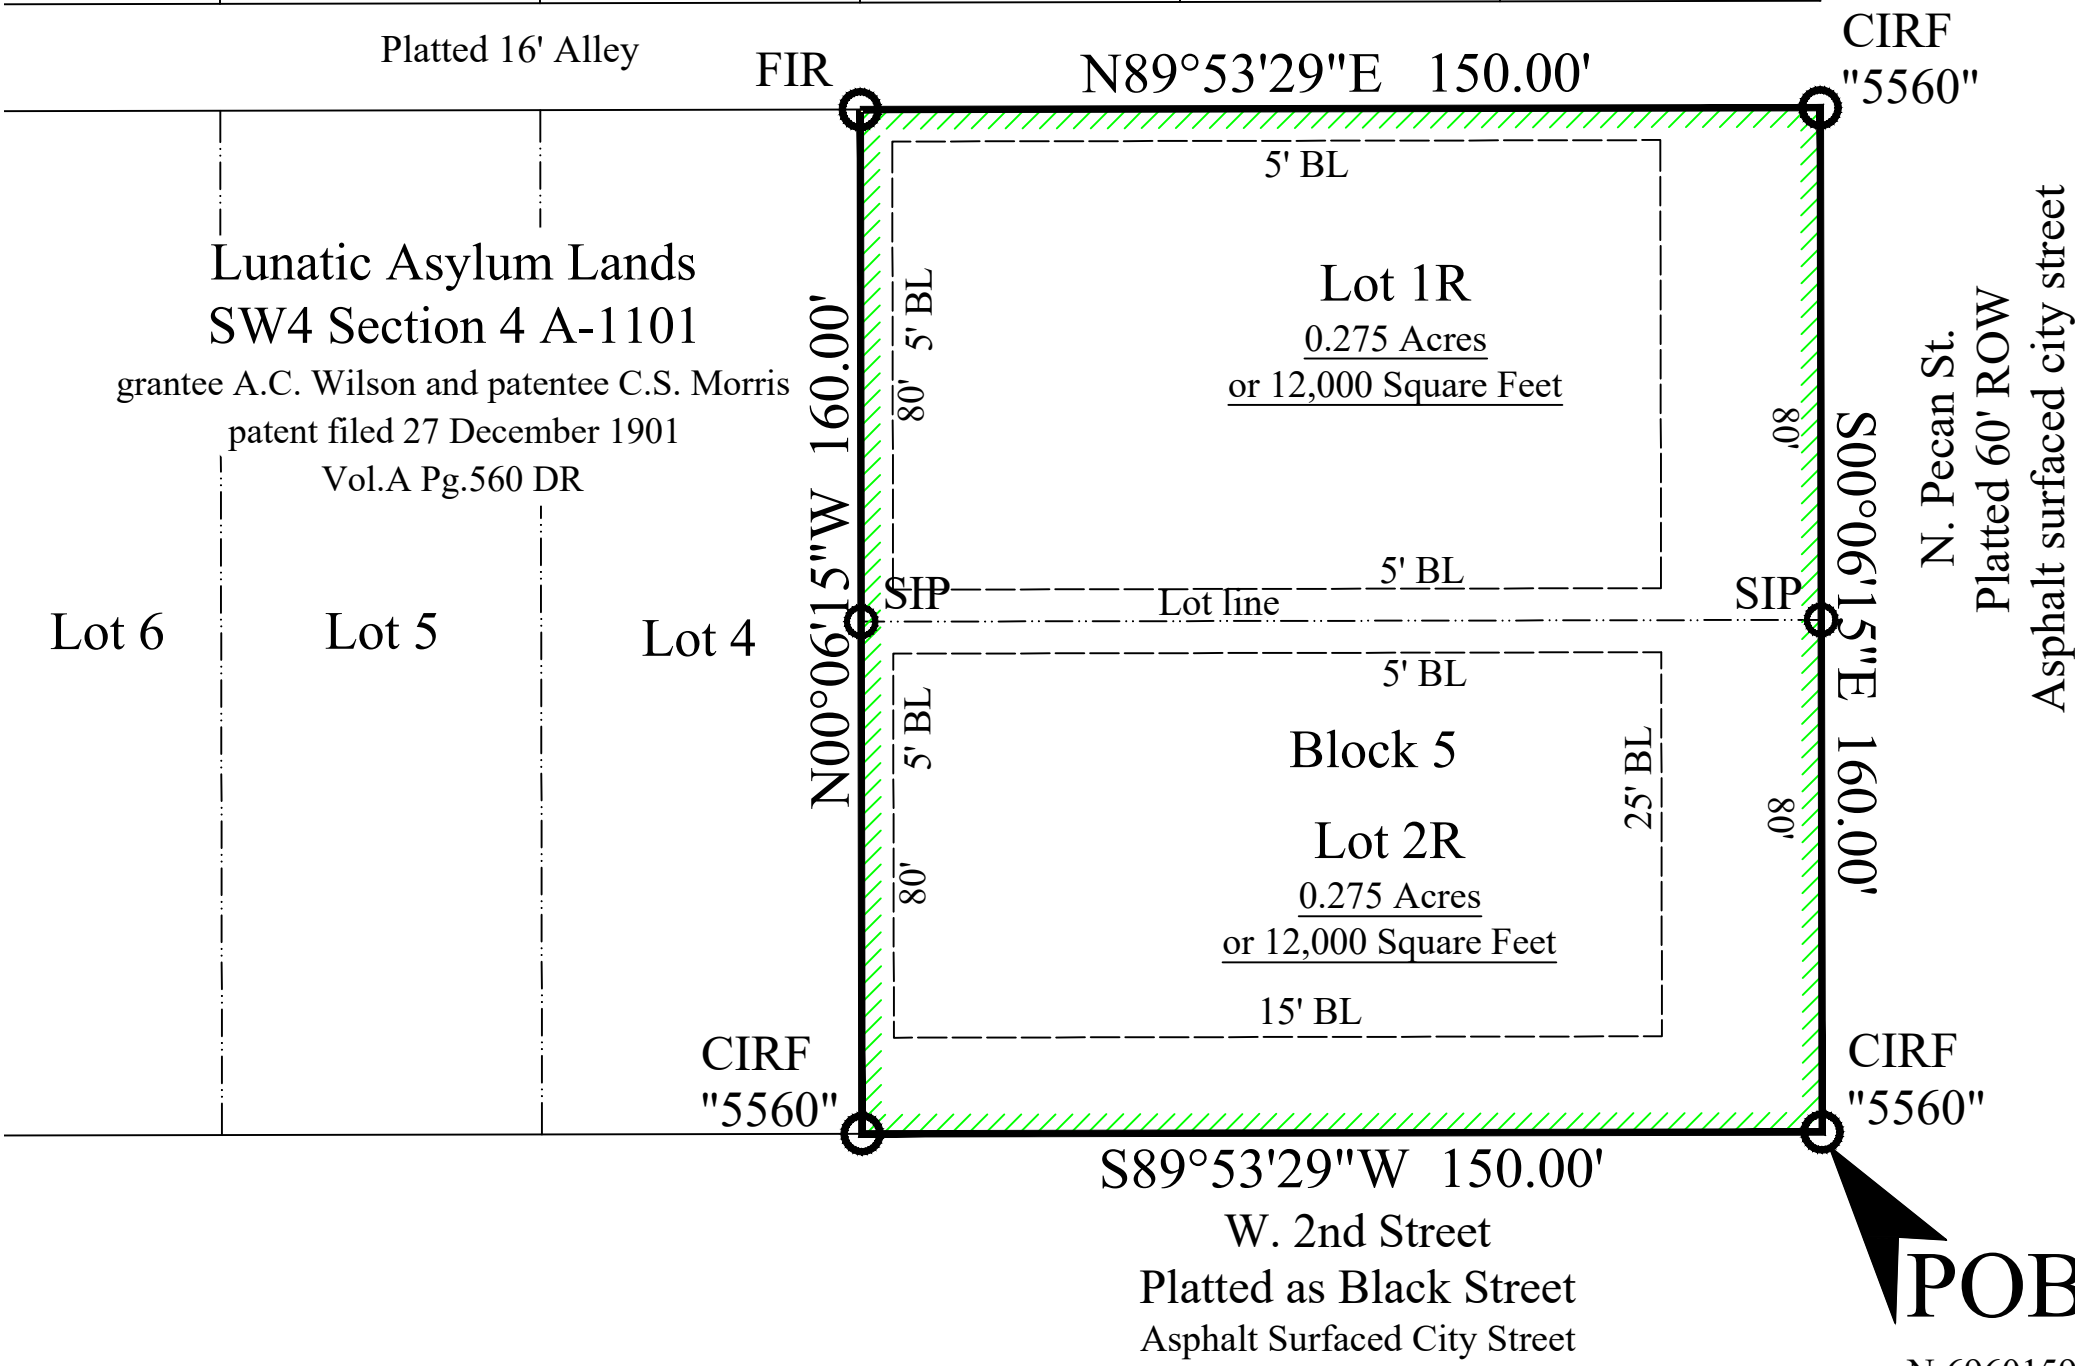 Platted 16' Alley
FIR
N89°53'29"E 150.00'
CIRF
"5560"
5' BL
Lunatic Asylum Lands
SW4 Section 4 A-1101
grantee A.C. Wilson and patentee C.S. Morris
patent filed 27 December 1901
Vol.A Pg.560 DR
N00°06'15"W 160.00'
5' BL
80'
Lot 1R
0.275 Acres
or 12,000 Square Feet
80'
S00°06'15"E 160.00'
N. Pecan St.
Platted 60' ROW
Asphalt surfaced city street
5' BL
SIP
Lot line
SIP
Lot 6
Lot 5
Lot 4
5' BL
5' BL
80'
Block 5
25' BL
80'
Lot 2R
0.275 Acres
or 12,000 Square Feet
15' BL
CIRF
"5560"
CIRF
"5560"
S89°53'29"W 150.00'
W. 2nd Street
Platted as Black Street
Asphalt Surfaced City Street
POB